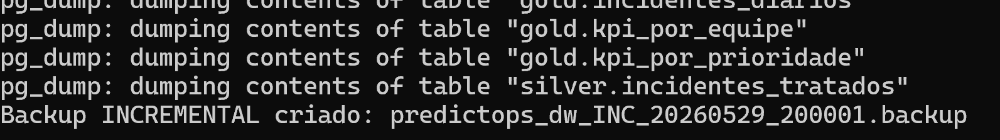 pg_dump: dumping contents of table "gold.incidentes_diarios"
pg_dump: dumping contents of table "gold.kpi_por_equipe"
pg_dump: dumping contents of table "gold.kpi_por_prioridade"
pg_dump: dumping contents of table "silver.incidentes_tratados"
Backup INCREMENTAL criado: predictops_dw_INC_20260529_200001.backup